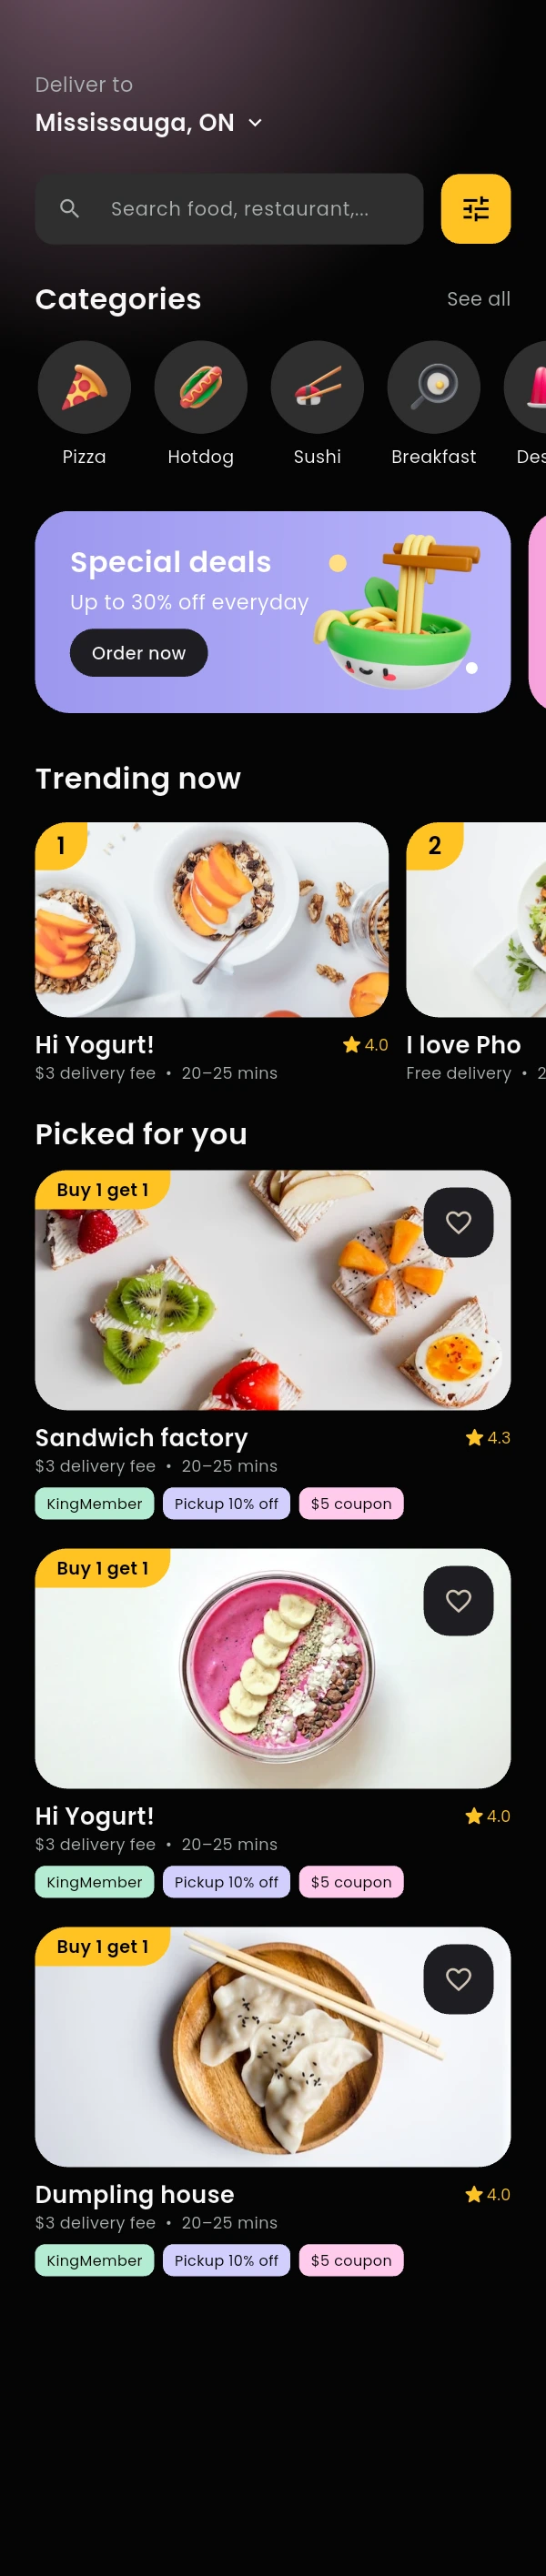 Deliver to
Mississauga, ON
Search food, restaurant,...
Categories
See all
Pizza
Hotdog
Sushi
Breakfast
Des
Special deals
Up to 30% off everyday
Order now
Trending now
1
2
Hi Yogurt!
4.0
I love Pho
$3 delivery fee • 20–25 mins
Free delivery • 2
Picked for you
Buy 1 get 1
Sandwich factory
4.3
$3 delivery fee • 20–25 mins
KingMember
Pickup 10% off
$5 coupon
Buy 1 get 1
Hi Yogurt!
4.0
$3 delivery fee • 20–25 mins
KingMember
Pickup 10% off
$5 coupon
Buy 1 get 1
Dumpling house
4.0
$3 delivery fee • 20–25 mins
KingMember
Pickup 10% off
$5 coupon